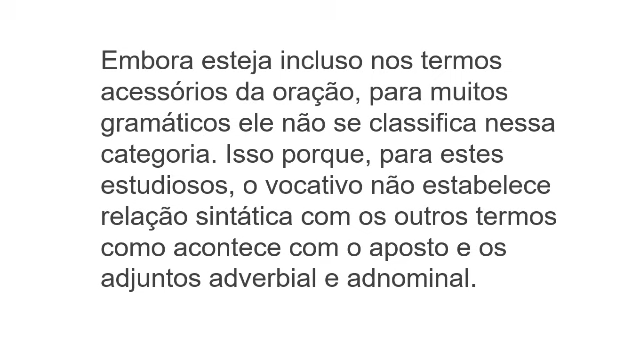 Embora esteja incluso nos termos
acessórios da oração, para muitos
gramáticos ele não se classifica nessa
categoria. Isso porque, para estes
estudiosos, o vocativo não estabelece
relação sintática com os outros termos
como acontece com o aposto e os
adjuntos adverbial e adnominal.